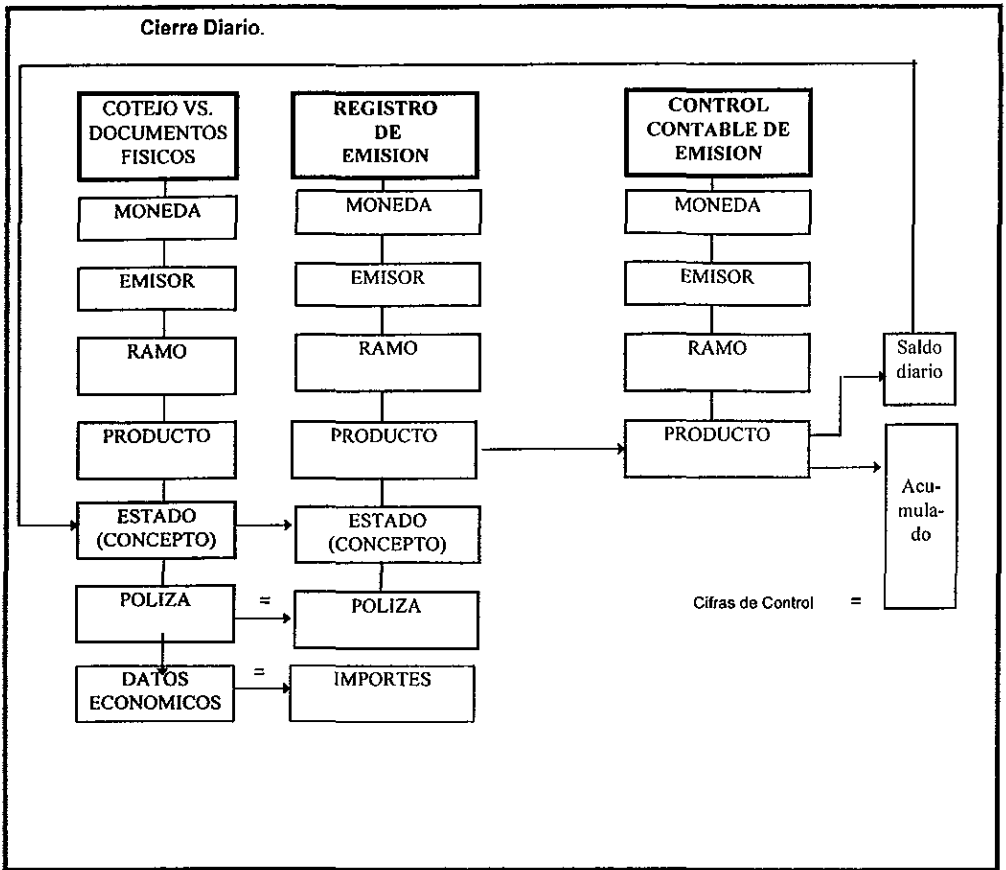 Cierre Diario.
COTEJO VS.
DOCUMENTOS
FISICOS
MONEDA
EMISOR
RAMO
PRODUCTO
ESTADO
(CONCEPTO)
POLIZA
=
DATOS
ECONOMICOS
=
REGISTRO
DE
EMISION
MONEDA
EMISOR
RAMO
PRODUCTO
ESTADO
(CONCEPTO)
POLIZA
IMPORTES
CONTROL
CONTABLE DE
EMISION
MONEDA
EMISOR
RAMO
PRODUCTO
Saldo
diario
Acu-
mula-
do
Cifras de Control =